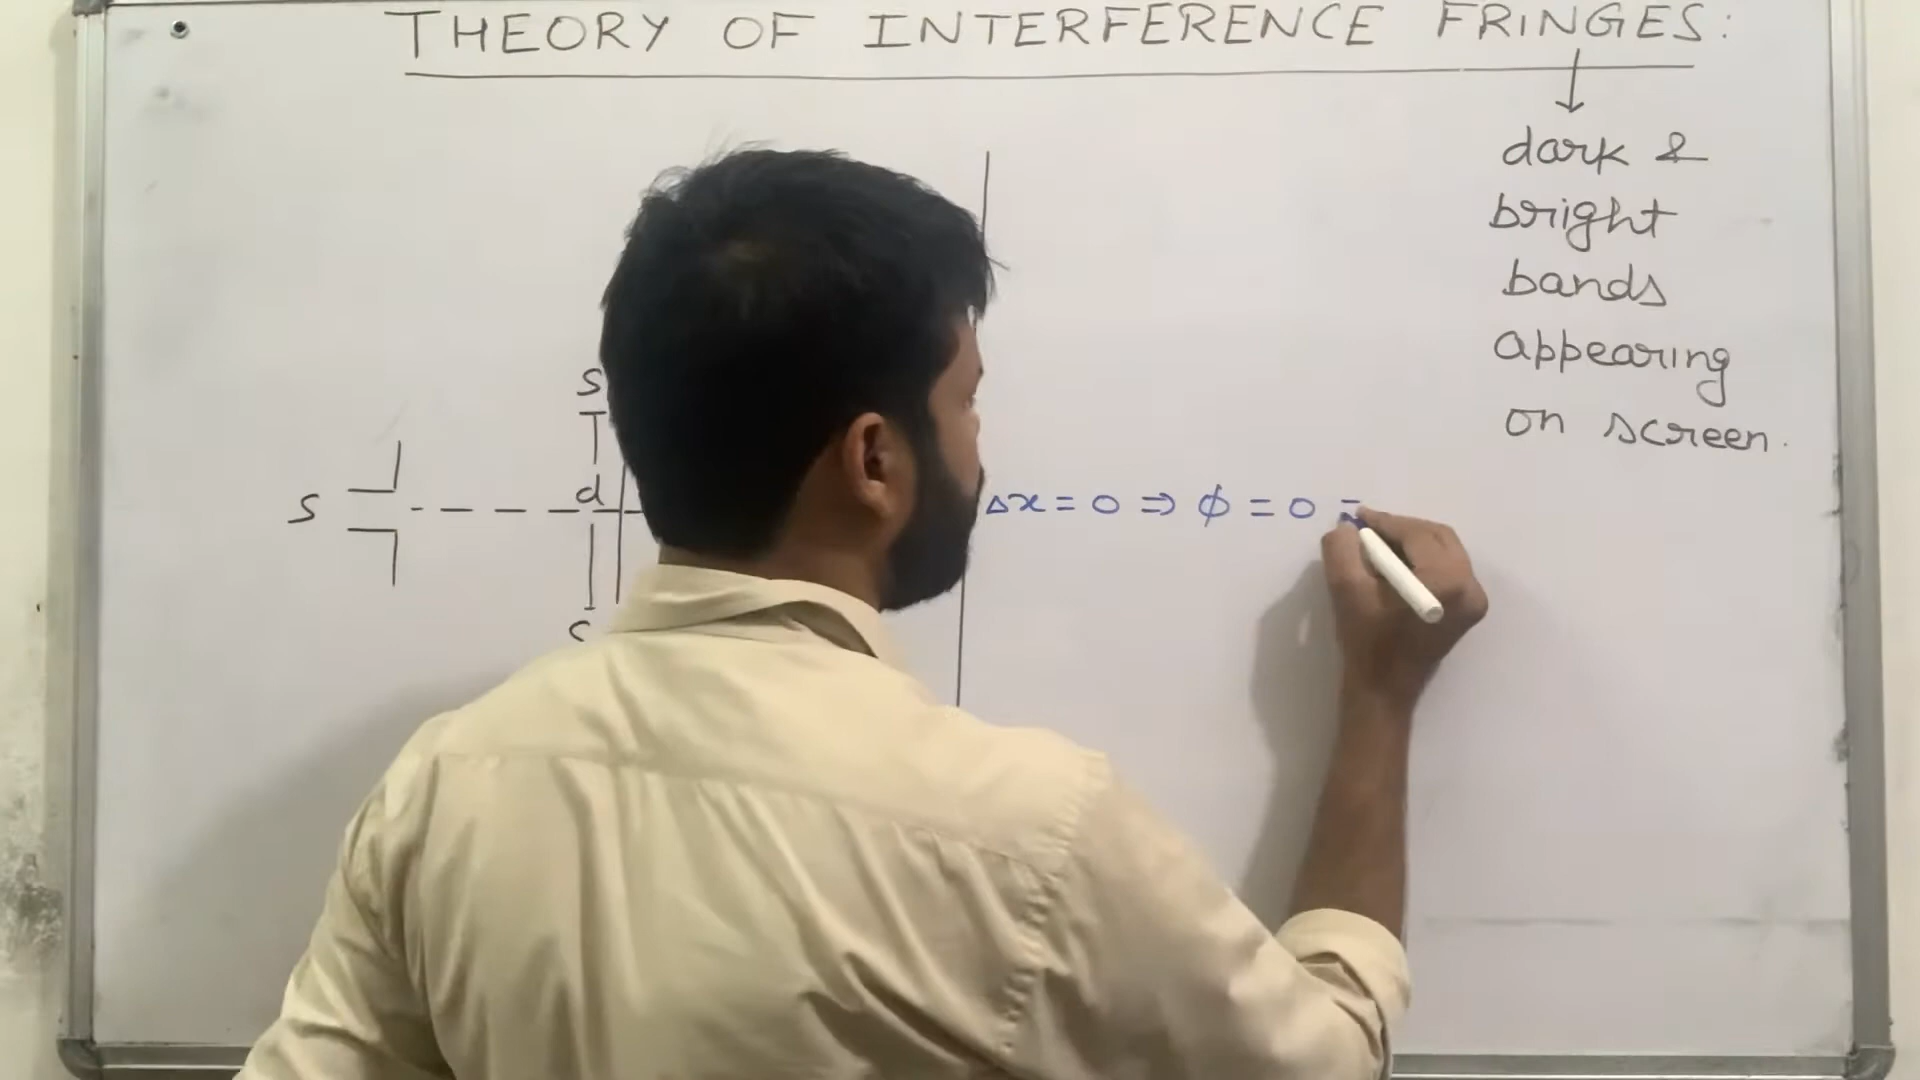 THEORY OF INTERFERENCE FRINGES:
dark &
bright
bands
appearing
on screen.
S
d
S
Δx = 0 ⇒ φ = 0 =